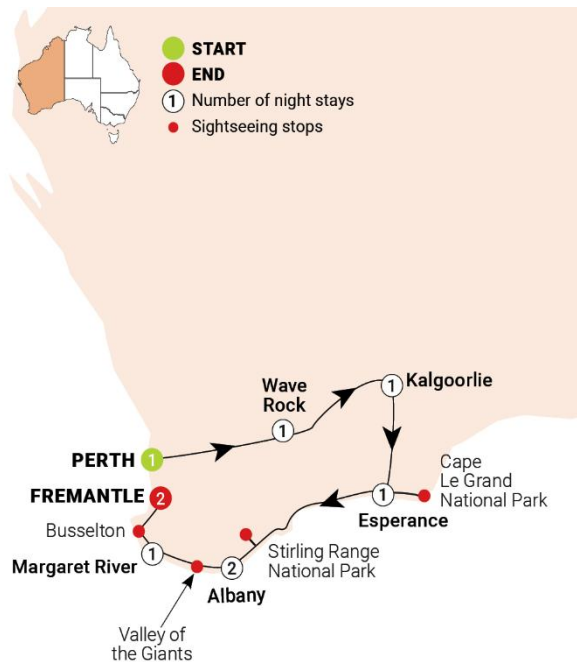 START
END
1 Number of night stays
Sightseeing stops
Wave
Rock
1
1 Kalgoorlie
PERTH 1
FREMANTLE 2
Cape
Le Grand
National Park
1
Esperance
Busselton
Margaret River 1
2
Albany
Stirling Range
National Park
Valley of
the Giants